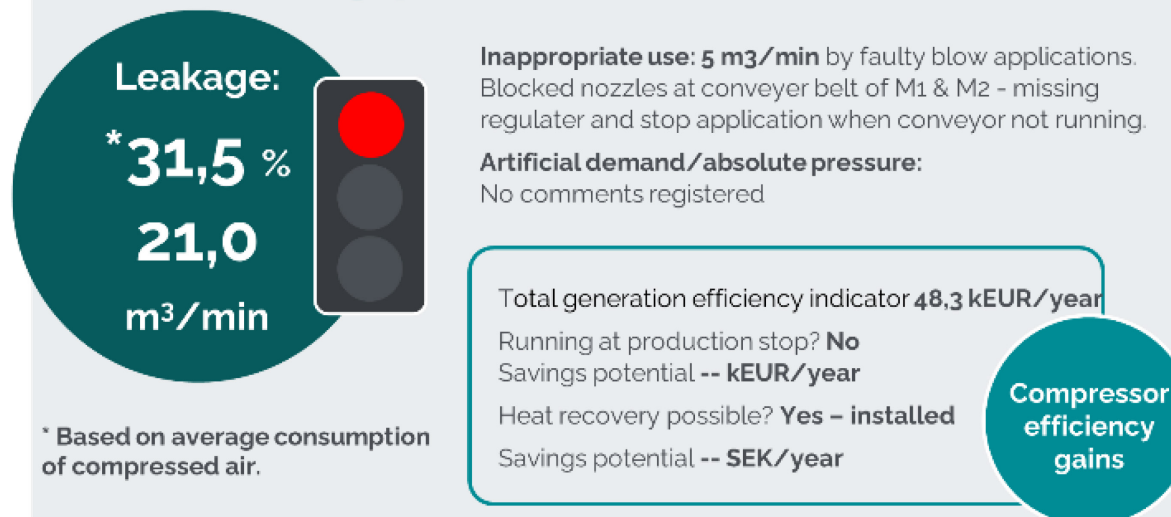 Leakage:
*31,5 %
21,0
m³/min
* Based on average consumption
of compressed air.
Inappropriate use: 5 m3/min by faulty blow applications.
Blocked nozzles at conveyer belt of M1 & M2 - missing
regulater and stop application when conveyor not running.
Artificial demand/absolute pressure:
No comments registered
Total generation efficiency indicator 48,3 kEUR/year
Running at production stop? No
Savings potential -- kEUR/year
Heat recovery possible? Yes – installed
Savings potential -- SEK/year
Compressor
efficiency
gains